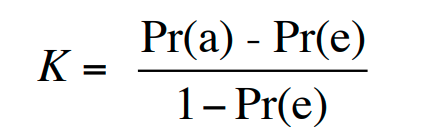 K = Pr(a) - Pr(e)
1 – Pr(e)